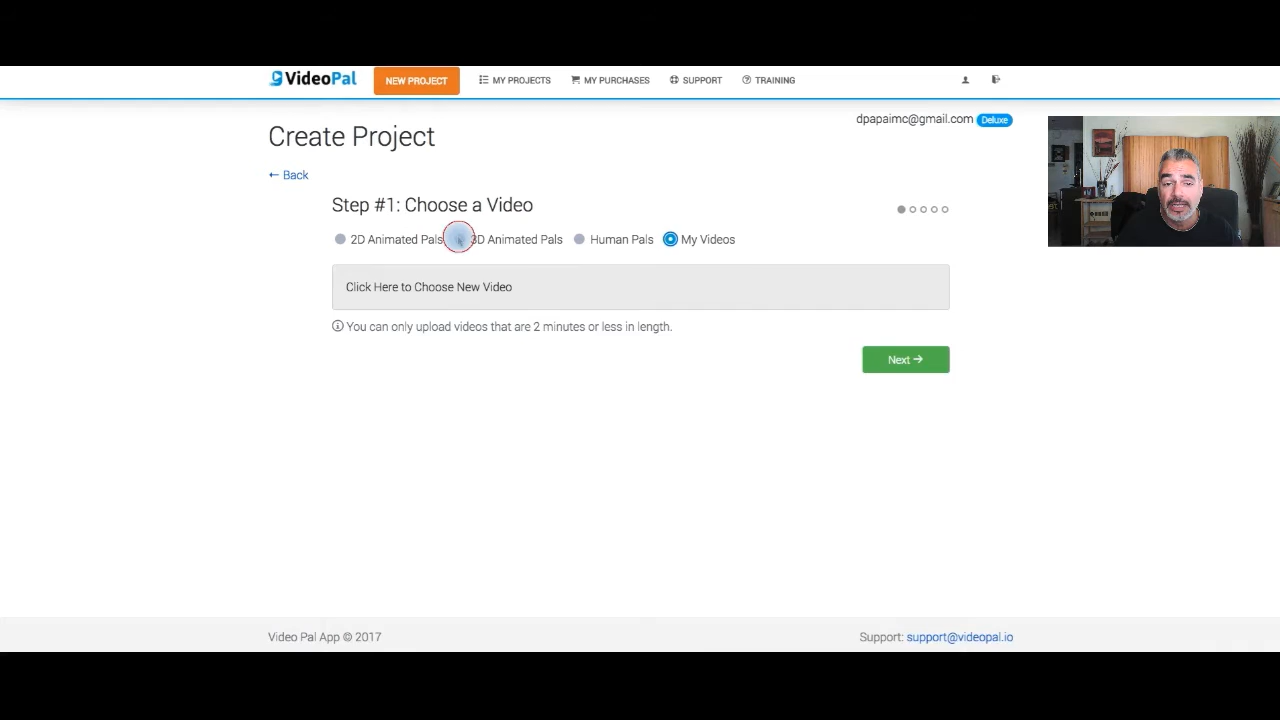 VideoPal
NEW PROJECT
MY PROJECTS
MY PURCHASES
SUPPORT
TRAINING
dpapaimc@gmail.com Deluxe
Create Project
← Back
Step #1: Choose a Video
2D Animated Pals
3D Animated Pals
Human Pals
My Videos
Click Here to Choose New Video
You can only upload videos that are 2 minutes or less in length.
Next →
Video Pal App © 2017
Support: support@videopal.io